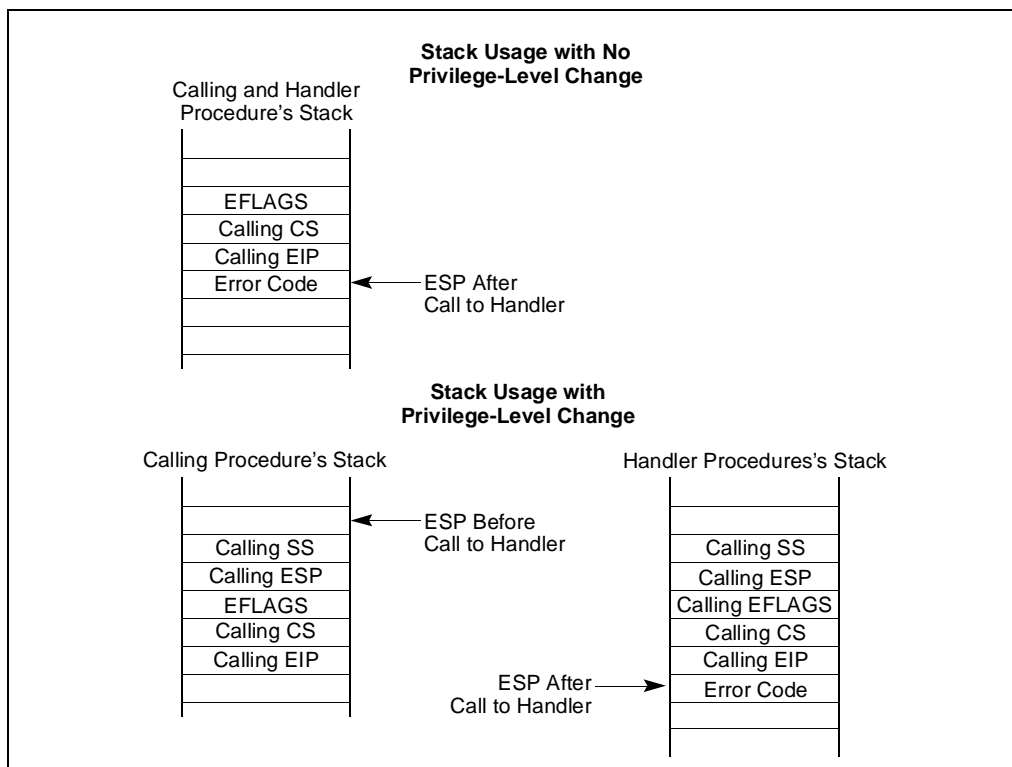 Stack Usage with No
Privilege-Level Change
Calling and Handler
Procedure's Stack
EFLAGS
Calling CS
Calling EIP
Error Code
ESP After
Call to Handler
Stack Usage with
Privilege-Level Change
Calling Procedure's Stack
Handler Procedures's Stack
ESP Before
Call to Handler
Calling SS
Calling ESP
EFLAGS
Calling CS
Calling EIP
Calling SS
Calling ESP
Calling EFLAGS
Calling CS
Calling EIP
Error Code
ESP After
Call to Handler